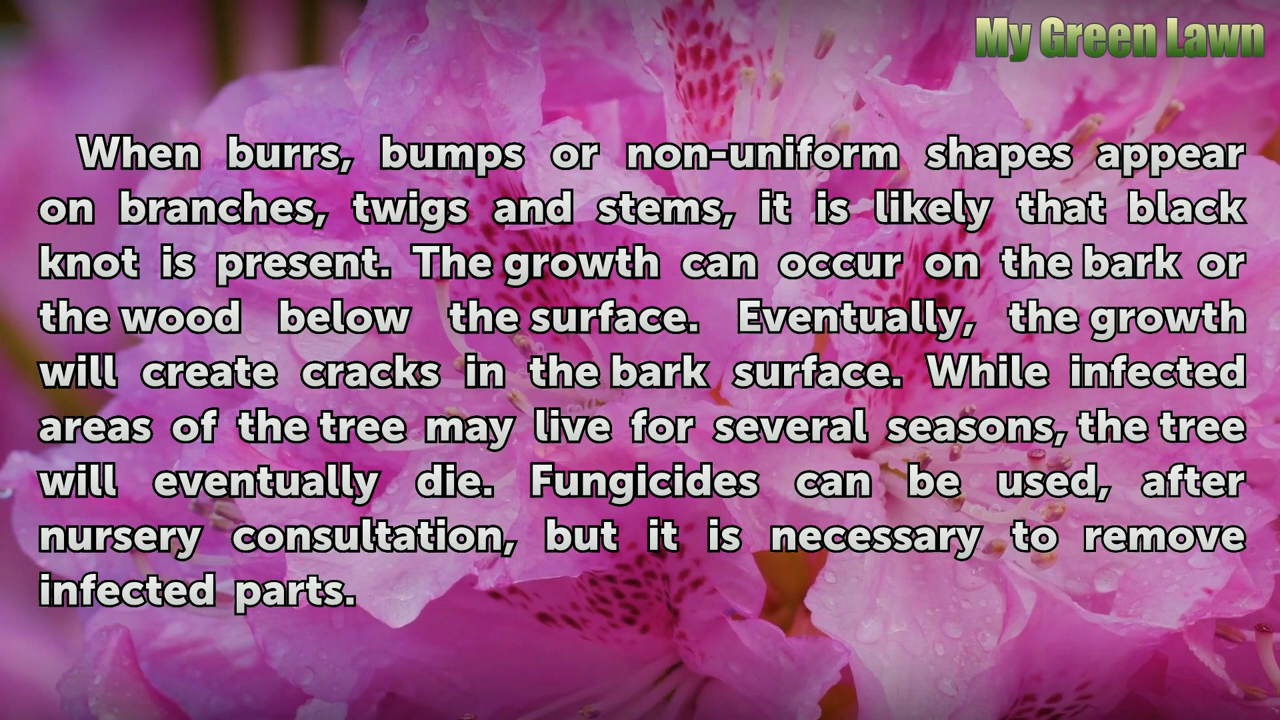 My Green Lawn
When burrs, bumps or non-uniform shapes appear
on branches, twigs and stems, it is likely that black
knot is present. The growth can occur on the bark or
the wood below the surface. Eventually, the growth
will create cracks in the bark surface. While infected
areas of the tree may live for several seasons, the tree
will eventually die. Fungicides can be used, after
nursery consultation, but it is necessary to remove
infected parts.